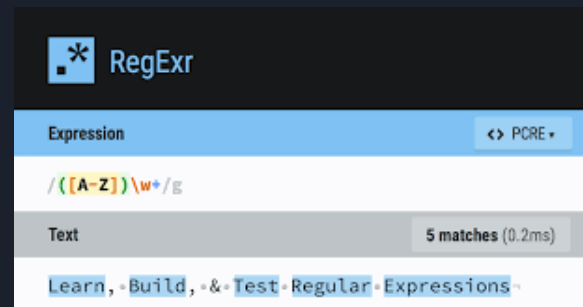 .* RegExr
Expression <> PCRE ▾
/([A-Z])\w+/g
Text 5 matches (0.2ms)
Learn,·Build,·&·Test·Regular·Expressions¬